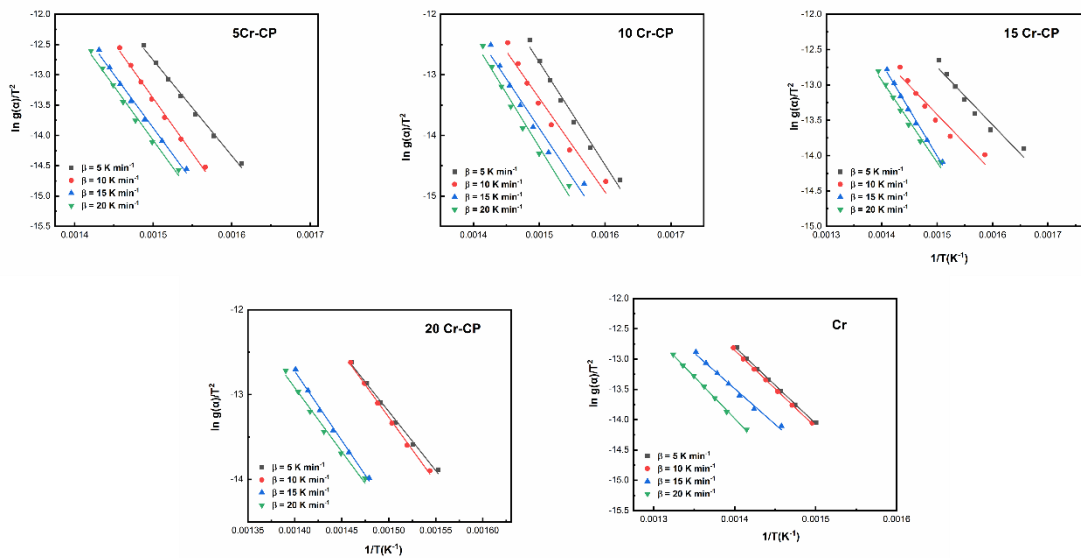 -12.0
-12.5
-13.0
-13.5
-14.0
-14.5
-15.0
-15.5
ln g(α)/T²
5Cr-CP
β = 5 K min⁻¹
β = 10 K min⁻¹
β = 15 K min⁻¹
β = 20 K min⁻¹
0.0014
0.0015
0.0016
0.0017
-12
-13
-14
-15
ln g(α)/T²
10 Cr-CP
β = 5 K min⁻¹
β = 10 K min⁻¹
β = 15 K min⁻¹
β = 20 K min⁻¹
0.0014
0.0015
0.0016
0.0017
-12.0
-12.5
-13.0
-13.5
-14.0
-14.5
-15.0
ln g(α)/T²
15 Cr-CP
β = 5 K min⁻¹
β = 10 K min⁻¹
β = 15 K min⁻¹
β = 20 K min⁻¹
0.0013
0.0014
0.0015
0.0016
0.0017
1/T(K⁻¹)
-12
-13
-14
ln g(α)/T²
20 Cr-CP
β = 5 K min⁻¹
β = 10 K min⁻¹
β = 15 K min⁻¹
β = 20 K min⁻¹
0.00135
0.00140
0.00145
0.00150
0.00155
0.00160
1/T(K⁻¹)
-12.0
-12.5
-13.0
-13.5
-14.0
-14.5
-15.0
-15.5
ln g(α)/T²
Cr
β = 5 K min⁻¹
β = 10 K min⁻¹
β = 15 K min⁻¹
β = 20 K min⁻¹
0.0013
0.0014
0.0015
0.0016
1/T(K⁻¹)